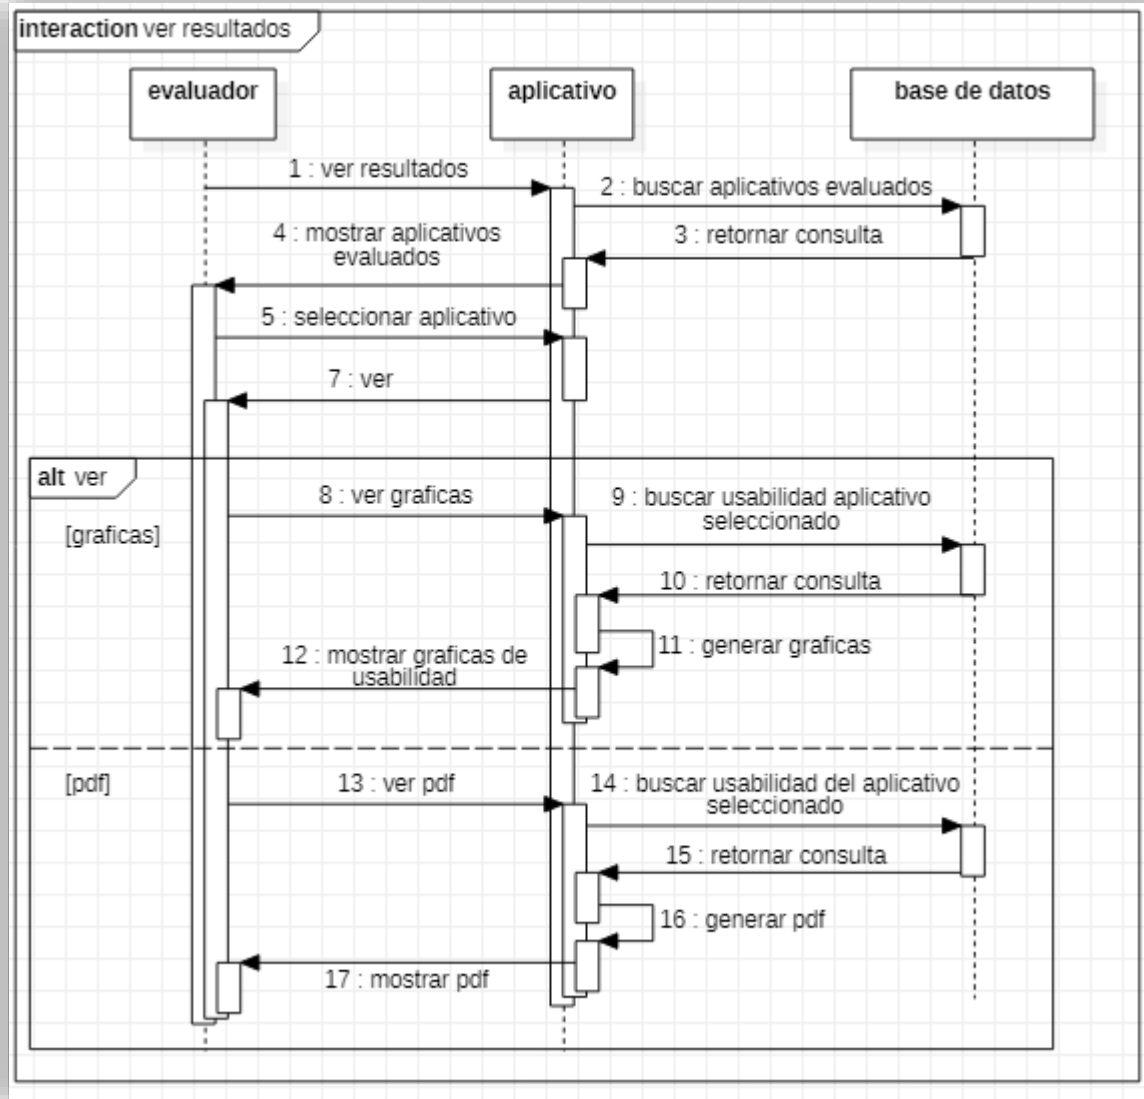 interaction ver resultados
evaluador
aplicativo
base de datos
1 : ver resultados
2 : buscar aplicativos evaluados
3 : retornar consulta
4 : mostrar aplicativos
evaluados
5 : seleccionar aplicativo
7 : ver
alt ver
[graficas]
8 : ver graficas
9 : buscar usabilidad aplicativo
seleccionado
10 : retornar consulta
11 : generar graficas
12 : mostrar graficas de
usabilidad
[pdf]
13 : ver pdf
14 : buscar usabilidad del aplicativo
seleccionado
15 : retornar consulta
16 : generar pdf
17 : mostrar pdf